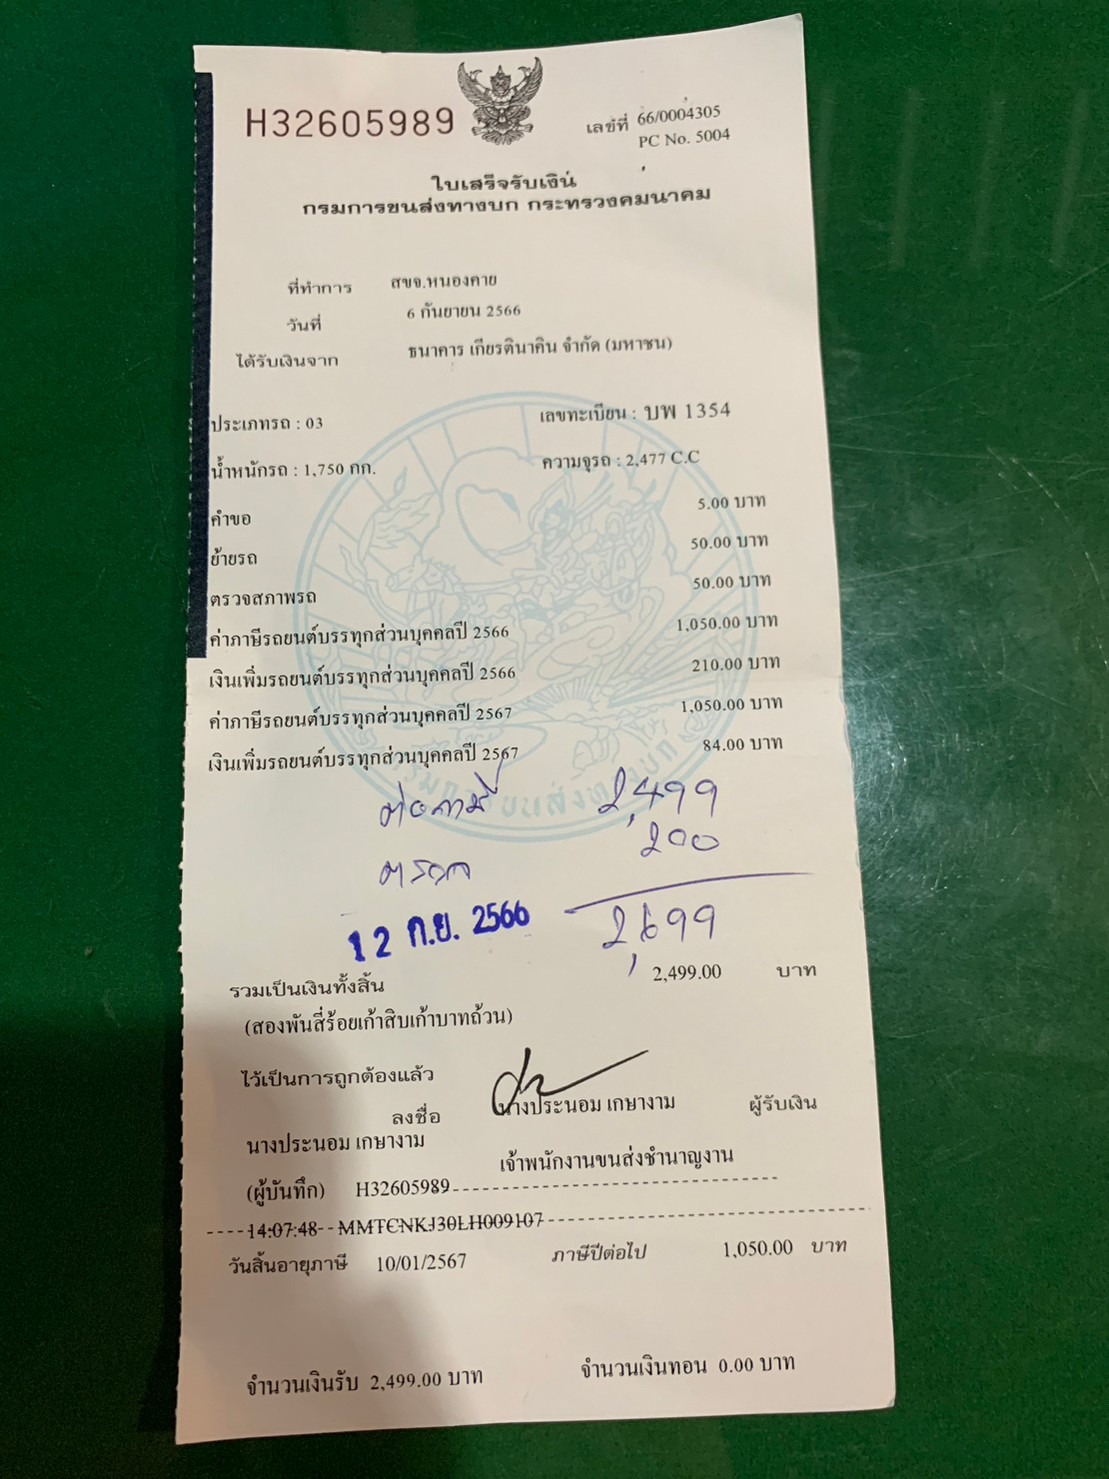 H32605989
เลขที่ 66/0004305
PC No. 5004
ใบเสร็จรับเงิน
กรมการขนส่งทางบก กระทรวงคมนาคม
ที่ทำการ สขจ.หนองคาย
วันที่ 6 กันยายน 2566
ได้รับเงินจาก ธนาคาร เกียรตินาคิน จำกัด (มหาชน)
ประเภทรถ : 03 เลขทะเบียน : บพ 1354
น้ำหนักรถ : 1,750 กก. ความจุรถ : 2,477 C.C
คำขอ 5.00 บาท
ย้ายรถ 50.00 บาท
ตรวจสภาพรถ 50.00 บาท
ค่าภาษีรถยนต์บรรทุกส่วนบุคคลปี 2566 1,050.00 บาท
เงินเพิ่มรถยนต์บรรทุกส่วนบุคคลปี 2566 210.00 บาท
ค่าภาษีรถยนต์บรรทุกส่วนบุคคลปี 2567 1,050.00 บาท
เงินเพิ่มรถยนต์บรรทุกส่วนบุคคลปี 2567 84.00 บาท
กรมการขนส่งทางบก
ต่อภาษี 2,499
ตรวจ 200
12 ก.ย. 2566 2,699
รวมเป็นเงินทั้งสิ้น 2,499.00 บาท
(สองพันสี่ร้อยเก้าสิบเก้าบาทถ้วน)
ไว้เป็นการถูกต้องแล้ว
ลงชื่อ นางประนอม เกษางาม ผู้รับเงิน
นางประนอม เกษางาม
เจ้าพนักงานขนส่งชำนาญงาน
(ผู้บันทึก) H32605989
14:07:48--MMTCNKJ30LH009107
วันสิ้นอายุภาษี 10/01/2567 ภาษีปีต่อไป 1,050.00 บาท
จำนวนเงินรับ 2,499.00 บาท จำนวนเงินทอน 0.00 บาท